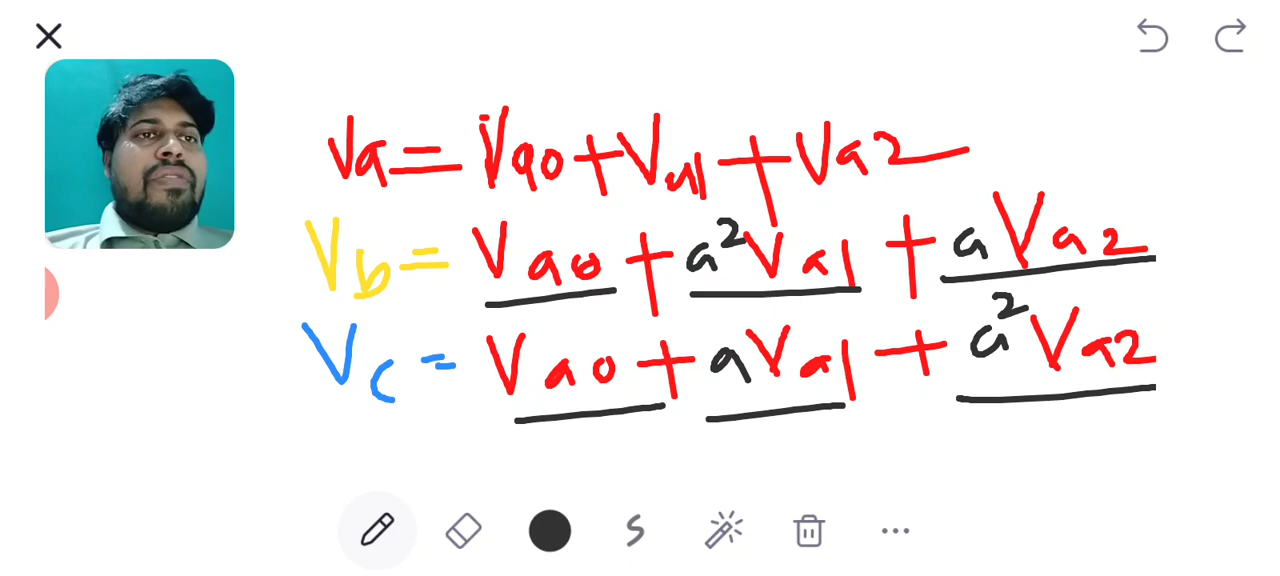 Va = Va0 + Va1 + Va2
Vb = Va0 + a²Va1 + aVa2
Vc = Va0 + aVa1 + a²Va2